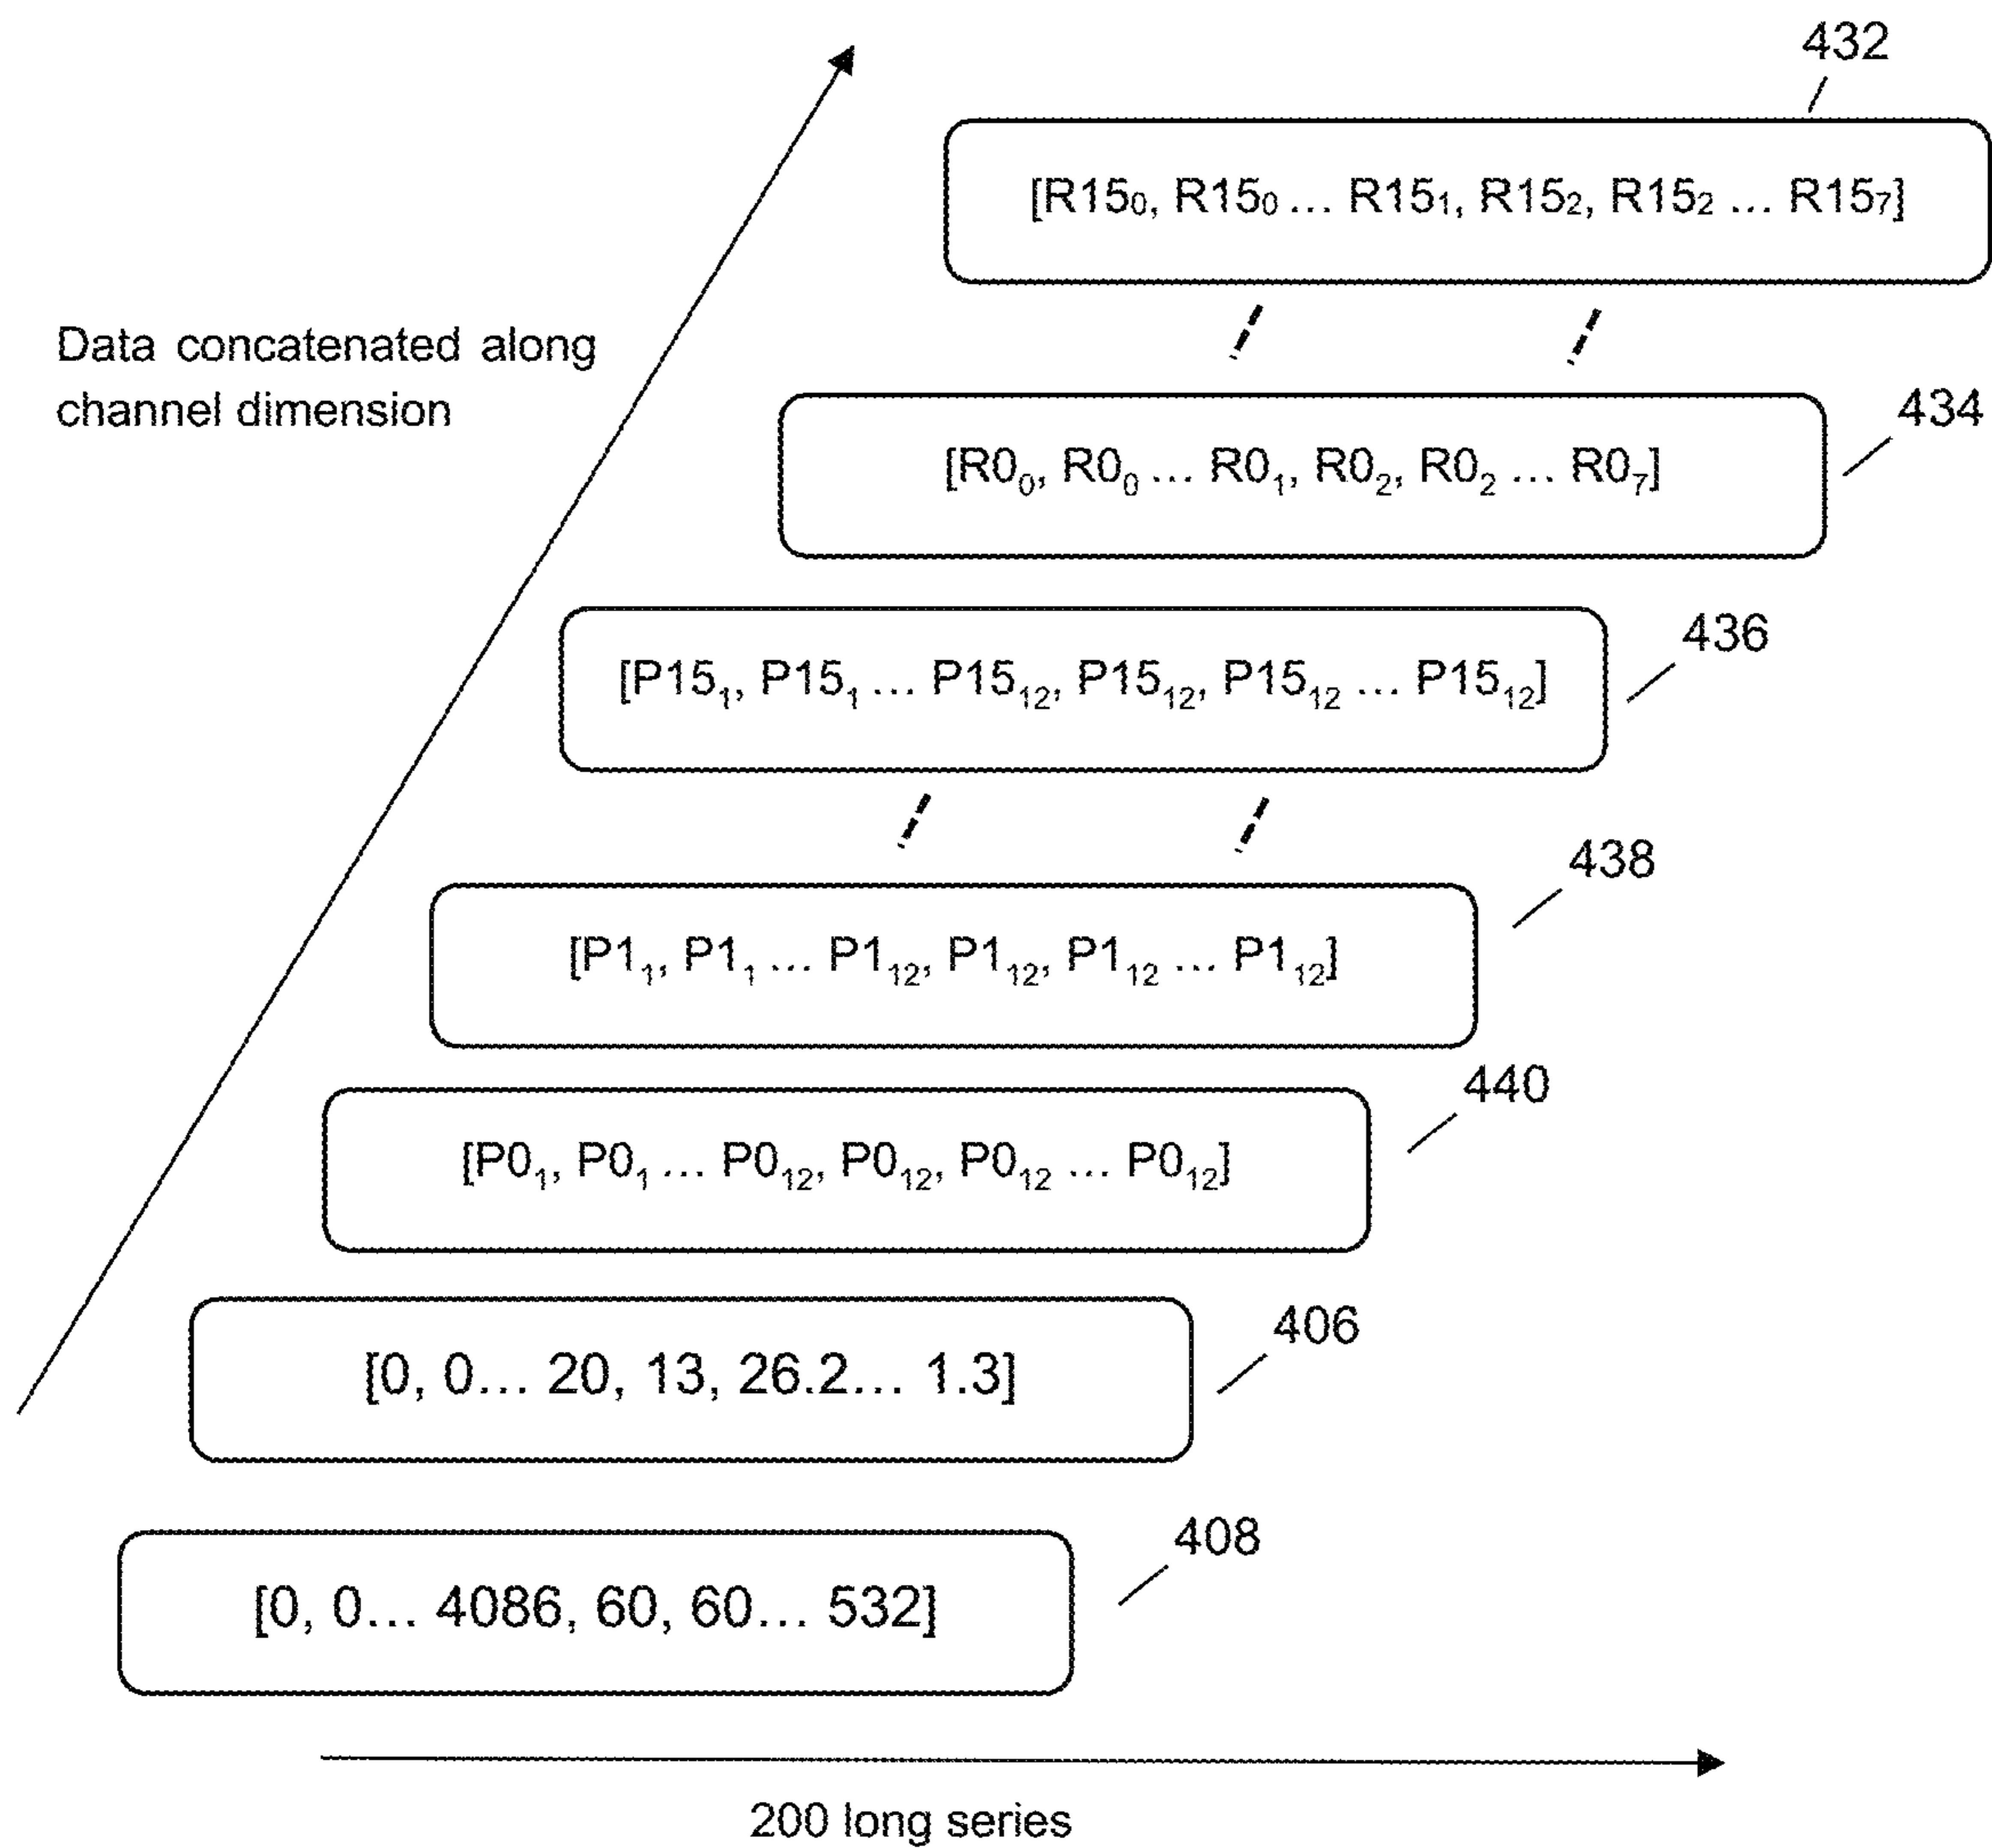 432
[R15₀, R15₀ ... R15₁, R15₂, R15₂ ... R15₇]
Data concatenated along
channel dimension
434
[R0₀, R0₀ ... R0₁, R0₂, R0₂ ... R0₇]
436
[P15₁, P15₁ ... P15₁₂, P15₁₂, P15₁₂ ... P15₁₂]
438
[P1₁, P1₁ ... P1₁₂, P1₁₂, P1₁₂ ... P1₁₂]
440
[P0₁, P0₁ ... P0₁₂, P0₁₂, P0₁₂ ... P0₁₂]
406
[0, 0... 20, 13, 26.2... 1.3]
408
[0, 0... 4086, 60, 60... 532]
200 long series